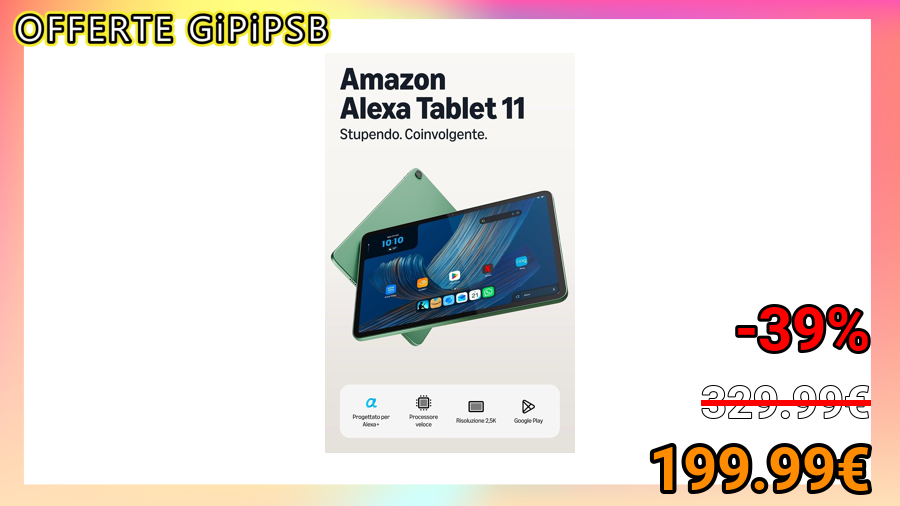 OFFERTE GiPiPSB
Amazon
Alexa Tablet 11
Stupendo. Coinvolgente.
10:10
21
α
Progettato per
Alexa+
Processore
veloce
Risoluzione 2,5K
Google Play
-39%
329.99€
199.99€